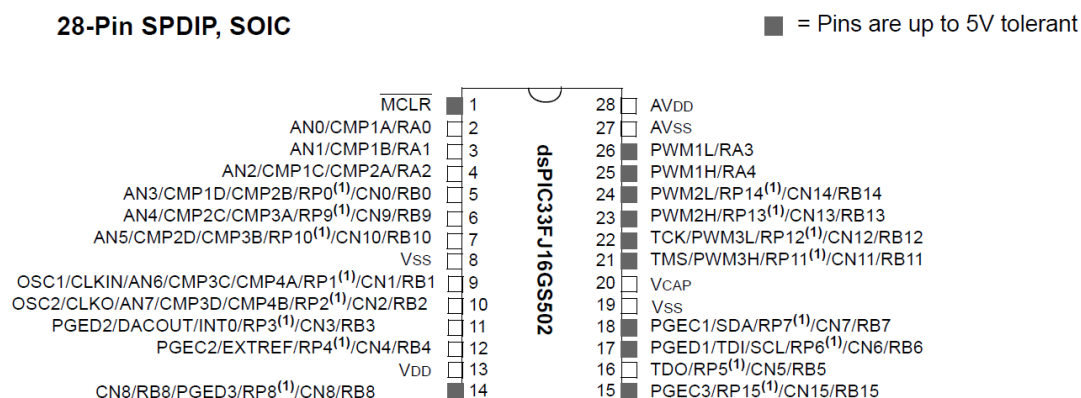 28-Pin SPDIP, SOIC
= Pins are up to 5V tolerant
MCLR 1
AN0/CMP1A/RA0 2
AN1/CMP1B/RA1 3
AN2/CMP1C/CMP2A/RA2 4
AN3/CMP1D/CMP2B/RP0(1)/CN0/RB0 5
AN4/CMP2C/CMP3A/RP9(1)/CN9/RB9 6
AN5/CMP2D/CMP3B/RP10(1)/CN10/RB10 7
VSS 8
OSC1/CLKIN/AN6/CMP3C/CMP4A/RP1(1)/CN1/RB1 9
OSC2/CLKO/AN7/CMP3D/CMP4B/RP2(1)/CN2/RB2 10
PGED2/DACOUT/INT0/RP3(1)/CN3/RB3 11
PGEC2/EXTREF/RP4(1)/CN4/RB4 12
VDD 13
CN8/RB8/PGED3/RP8(1)/CN8/RB8 14
dsPIC33FJ16GS502
28 AVDD
27 AVSS
26 PWM1L/RA3
25 PWM1H/RA4
24 PWM2L/RP14(1)/CN14/RB14
23 PWM2H/RP13(1)/CN13/RB13
22 TCK/PWM3L/RP12(1)/CN12/RB12
21 TMS/PWM3H/RP11(1)/CN11/RB11
20 VCAP
19 VSS
18 PGEC1/SDA/RP7(1)/CN7/RB7
17 PGED1/TDI/SCL/RP6(1)/CN6/RB6
16 TDO/RP5(1)/CN5/RB5
15 PGEC3/RP15(1)/CN15/RB15